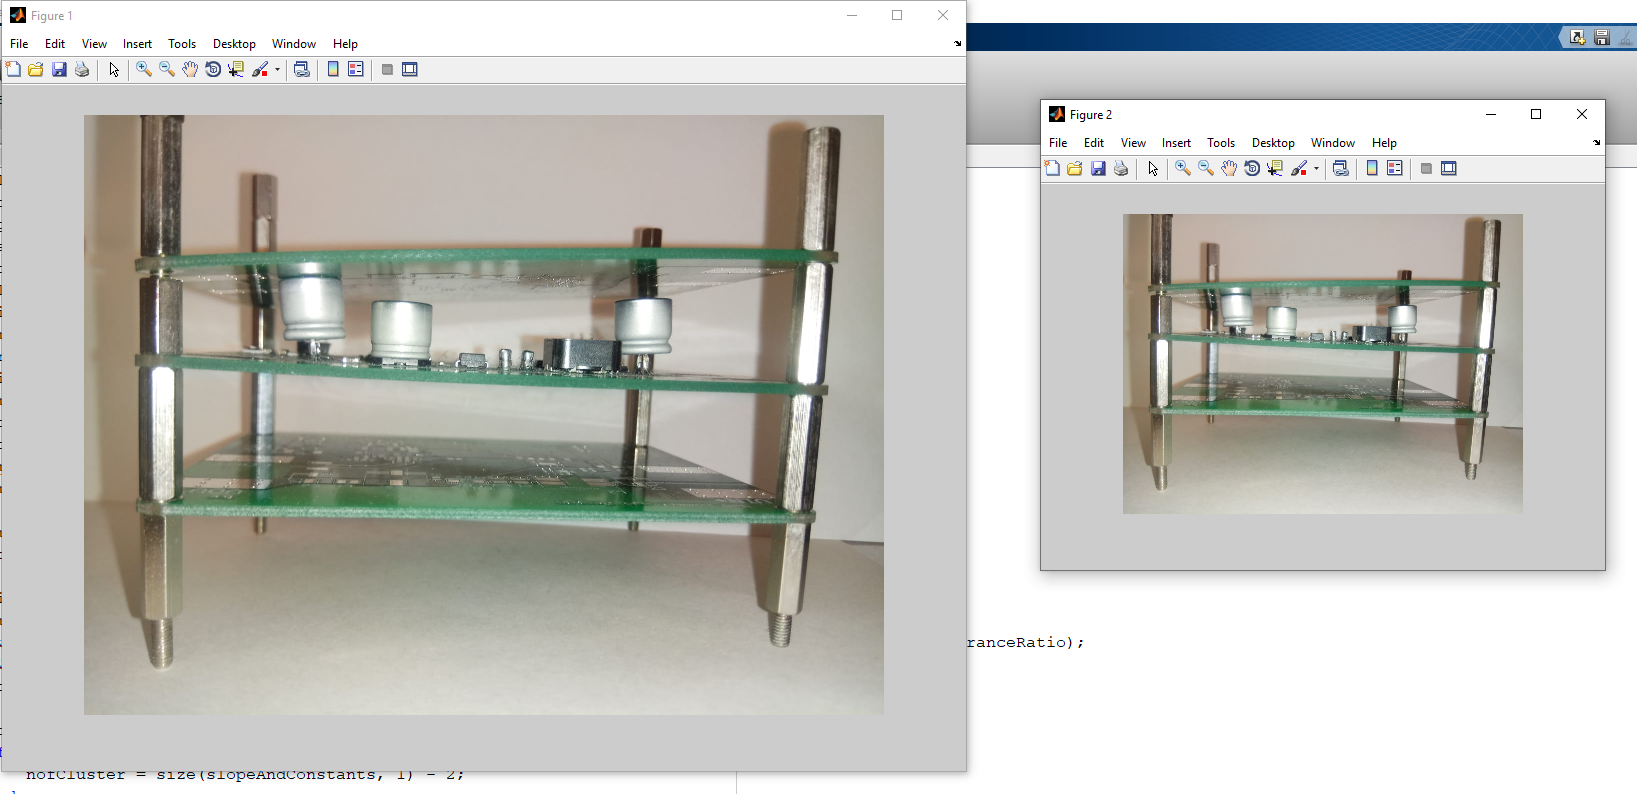 Figure 1
File Edit View Insert Tools Desktop Window Help
Figure 2
File Edit View Insert Tools Desktop Window Help
ranceRatio);
nofCluster = size(slopeAndConstants, 1) - 2;